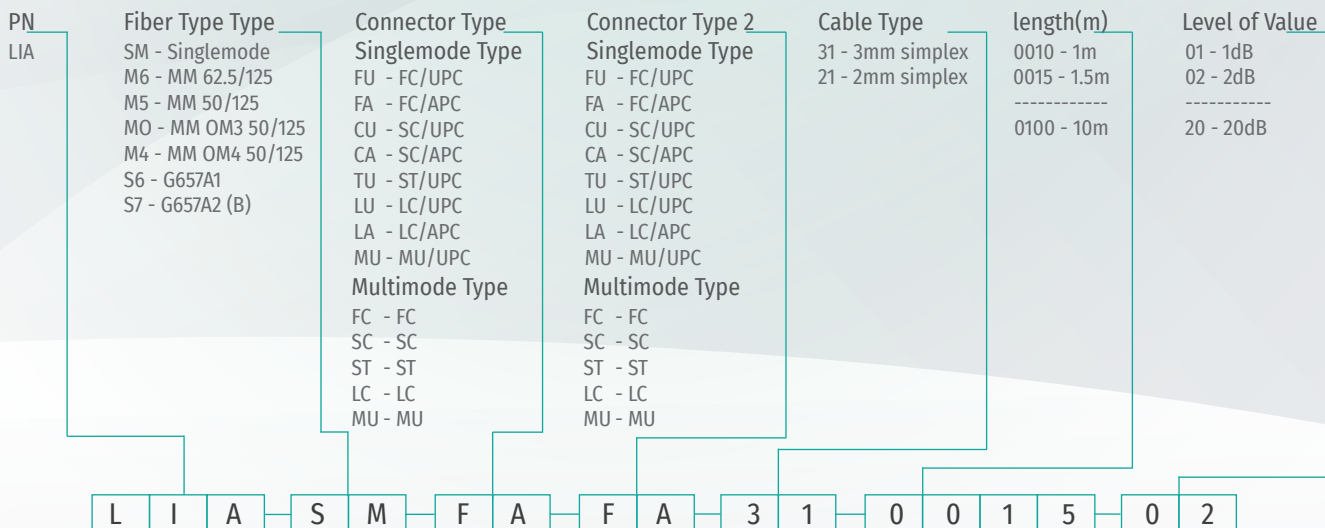 PN
LIA
Fiber Type Type
SM - Singlemode
M6 - MM 62.5/125
M5 - MM 50/125
MO - MM OM3 50/125
M4 - MM OM4 50/125
S6 - G657A1
S7 - G657A2 (B)
Connector Type
Singlemode Type
FU - FC/UPC
FA - FC/APC
CU - SC/UPC
CA - SC/APC
TU - ST/UPC
LU - LC/UPC
LA - LC/APC
MU - MU/UPC
Multimode Type
FC - FC
SC - SC
ST - ST
LC - LC
MU - MU
Connector Type 2
Singlemode Type
FU - FC/UPC
FA - FC/APC
CU - SC/UPC
CA - SC/APC
TU - ST/UPC
LU - LC/UPC
LA - LC/APC
MU - MU/UPC
Multimode Type
FC - FC
SC - SC
ST - ST
LC - LC
MU - MU
Cable Type
31 - 3mm simplex
21 - 2mm simplex
length(m)
0010 - 1m
0015 - 1.5m
------------
0100 - 10m
Level of Value
01 - 1dB
02 - 2dB
-----------
20 - 20dB
L I A - S M - F A - F A - 3 1 - 0 0 1 5 - 0 2